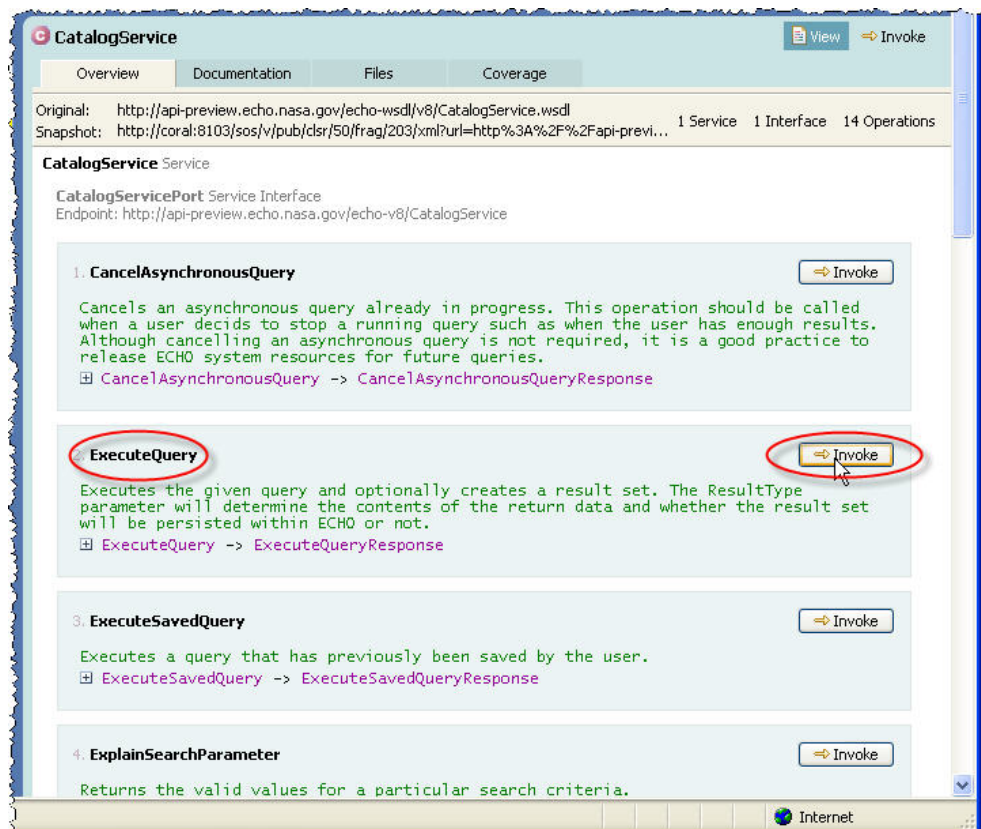 CatalogService
View
Invoke
Overview Documentation Files Coverage
Original: http://api-preview.echo.nasa.gov/echo-wsdl/v8/CatalogService.wsdl
Snapshot: http://coral:8103/sos/v/pub/clsr/50/frag/203/xml?url=http%3A%2F%2Fapi-previ... 1 Service 1 Interface 14 Operations
CatalogService Service
CatalogServicePort Service Interface
Endpoint: http://api-preview.echo.nasa.gov/echo-v8/CatalogService
1. CancelAsynchronousQuery
Invoke
Cancels an asynchronous query already in progress. This operation should be called
when a user decides to stop a running query such as when the user has enough results.
Although cancelling an asynchronous query is not required, it is a good practice to
release ECHO system resources for future queries.
CancelAsynchronousQuery -> CancelAsynchronousQueryResponse
2. ExecuteQuery
Invoke
Executes the given query and optionally creates a result set. The ResultType
parameter will determine the contents of the return data and whether the result set
will be persisted within ECHO or not.
ExecuteQuery -> ExecuteQueryResponse
3. ExecuteSavedQuery
Invoke
Executes a query that has previously been saved by the user.
ExecuteSavedQuery -> ExecuteSavedQueryResponse
4. ExplainSearchParameter
Invoke
Returns the valid values for a particular search criteria.
Internet